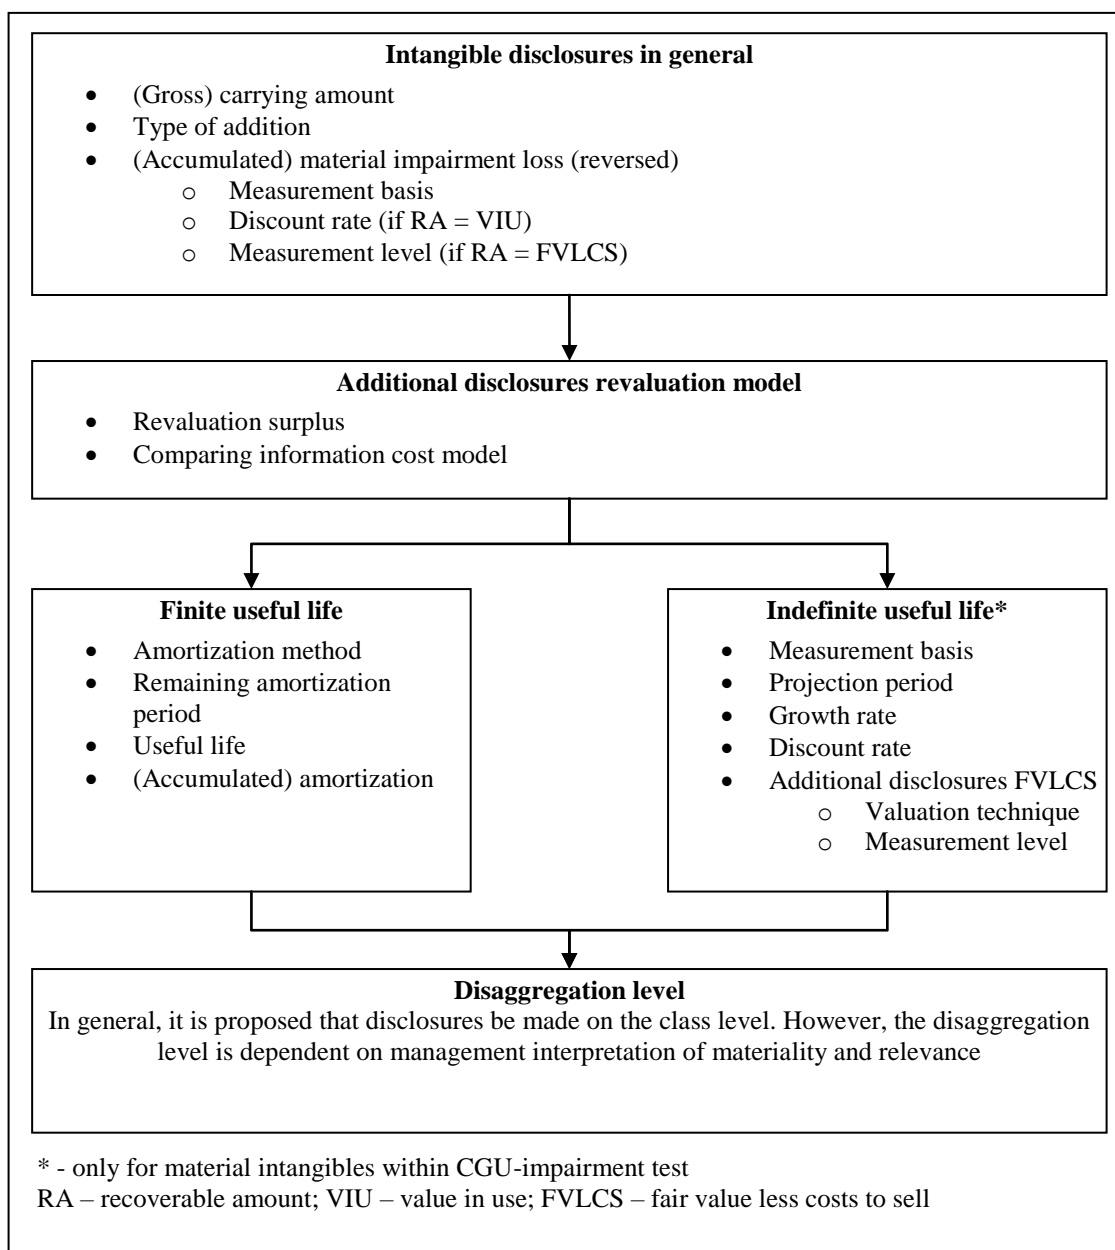 Intangible disclosures in general
• (Gross) carrying amount
• Type of addition
• (Accumulated) material impairment loss (reversed)
o Measurement basis
o Discount rate (if RA = VIU)
o Measurement level (if RA = FVLCS)
Additional disclosures revaluation model
• Revaluation surplus
• Comparing information cost model
Finite useful life
• Amortization method
• Remaining amortization
period
• Useful life
• (Accumulated) amortization
Indefinite useful life*
• Measurement basis
• Projection period
• Growth rate
• Discount rate
• Additional disclosures FVLCS
o Valuation technique
o Measurement level
Disaggregation level
In general, it is proposed that disclosures be made on the class level. However, the disaggregation
level is dependent on management interpretation of materiality and relevance
* - only for material intangibles within CGU-impairment test
RA – recoverable amount; VIU – value in use; FVLCS – fair value less costs to sell